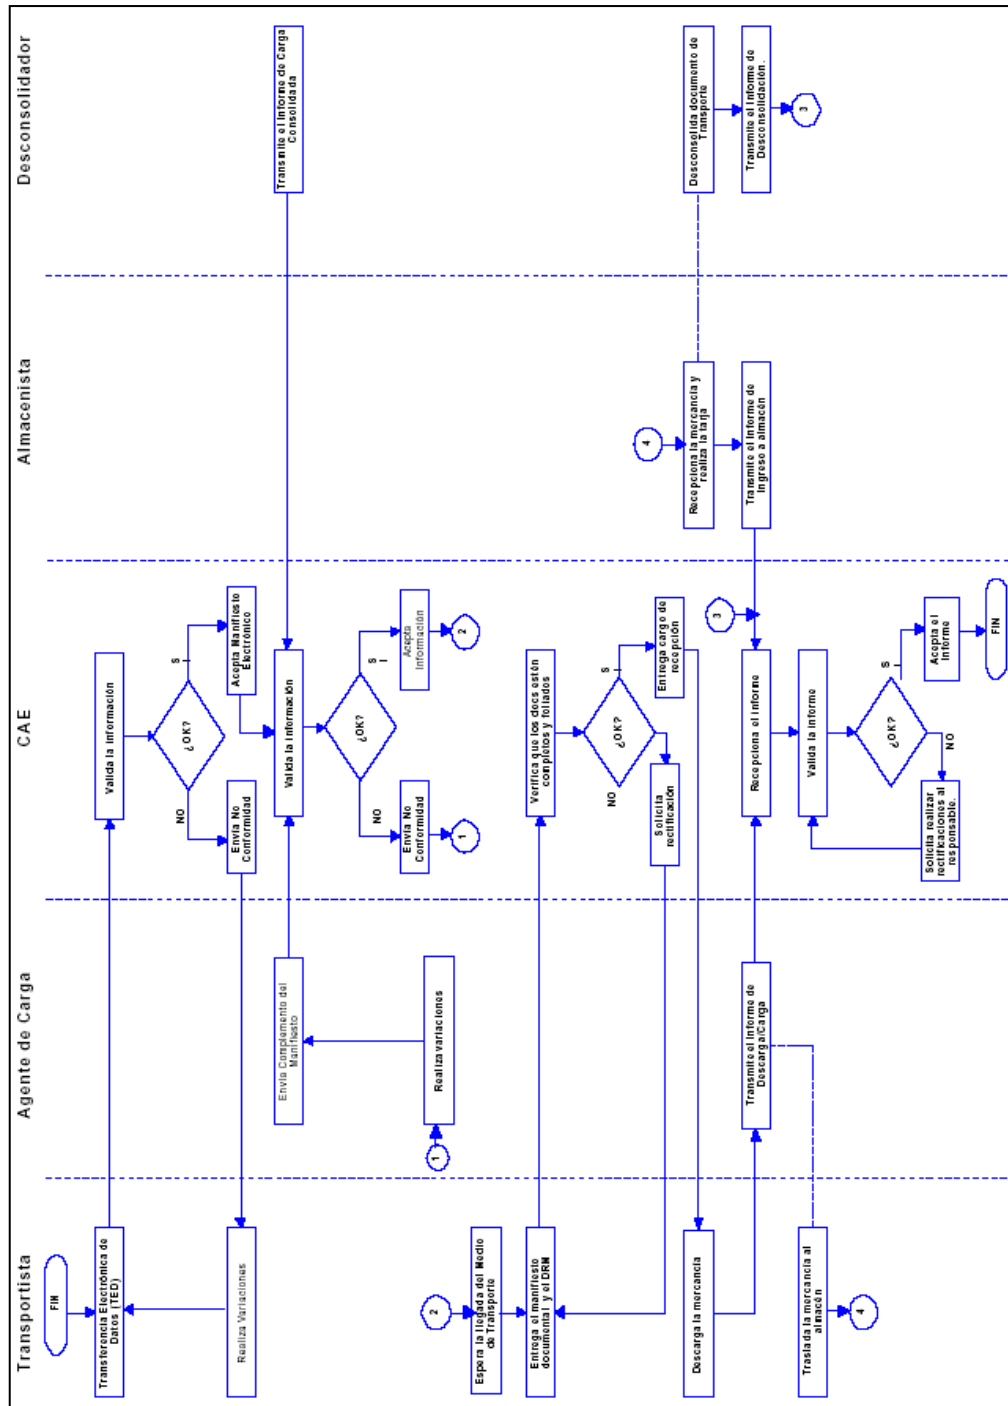 Transportista
Agente de Carga
CAE
Almacenista
Desconsolidador
FIN
Transferencia Electrónica de
Datos (TED)
Valida la información
¿OK?
NO
S
I
Envía No
Conformidad
Acepta Manifiesto
Electrónico
Realiza Variaciones
Envía Complemento del
Manifiesto
Valida la información
Transmite el Informe de Carga
Consolidada
¿OK?
NO
S
I
Envía No
Conformidad
Acepta
Información
1
2
1
Realiza variaciones
2
Espera la llegada del Medio
de Transporte
Entrega el manifiesto
documental y el DRM
Verifica que los docs estén
completos y foliados
¿OK?
NO
S
I
Solicita
rectificación
Entrega cargo de
recepción
4
Descarga la mercancía
Recepciona la mercancía y
realiza la tarja
Desconsolida documento de
Transporte
3
Transmite el Informe de
Descarga/Carga
Recepciona el informe
Transmite el Informe de
Ingreso a almacén
Transmite el Informe de
Desconsolidación.
3
Traslada la mercancía al
almacén
4
Valida la informe
¿OK?
NO
S
I
Solicita realizar
rectificaciones al
responsable.
Acepta el
Informe
FIN